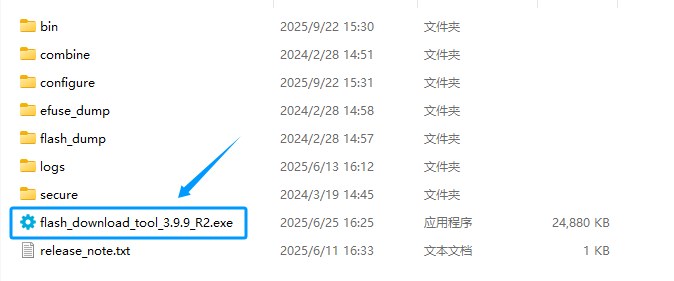 bin 2025/9/22 15:30 文件夹
combine 2024/2/28 14:51 文件夹
configure 2025/9/22 15:31 文件夹
efuse_dump 2024/2/28 14:58 文件夹
flash_dump 2024/2/28 14:57 文件夹
logs 2025/6/13 16:12 文件夹
secure 2024/3/19 14:45 文件夹
flash_download_tool_3.9.9_R2.exe 2025/6/25 16:25 应用程序 24,880 KB
release_note.txt 2025/6/11 16:33 文本文档 1 KB